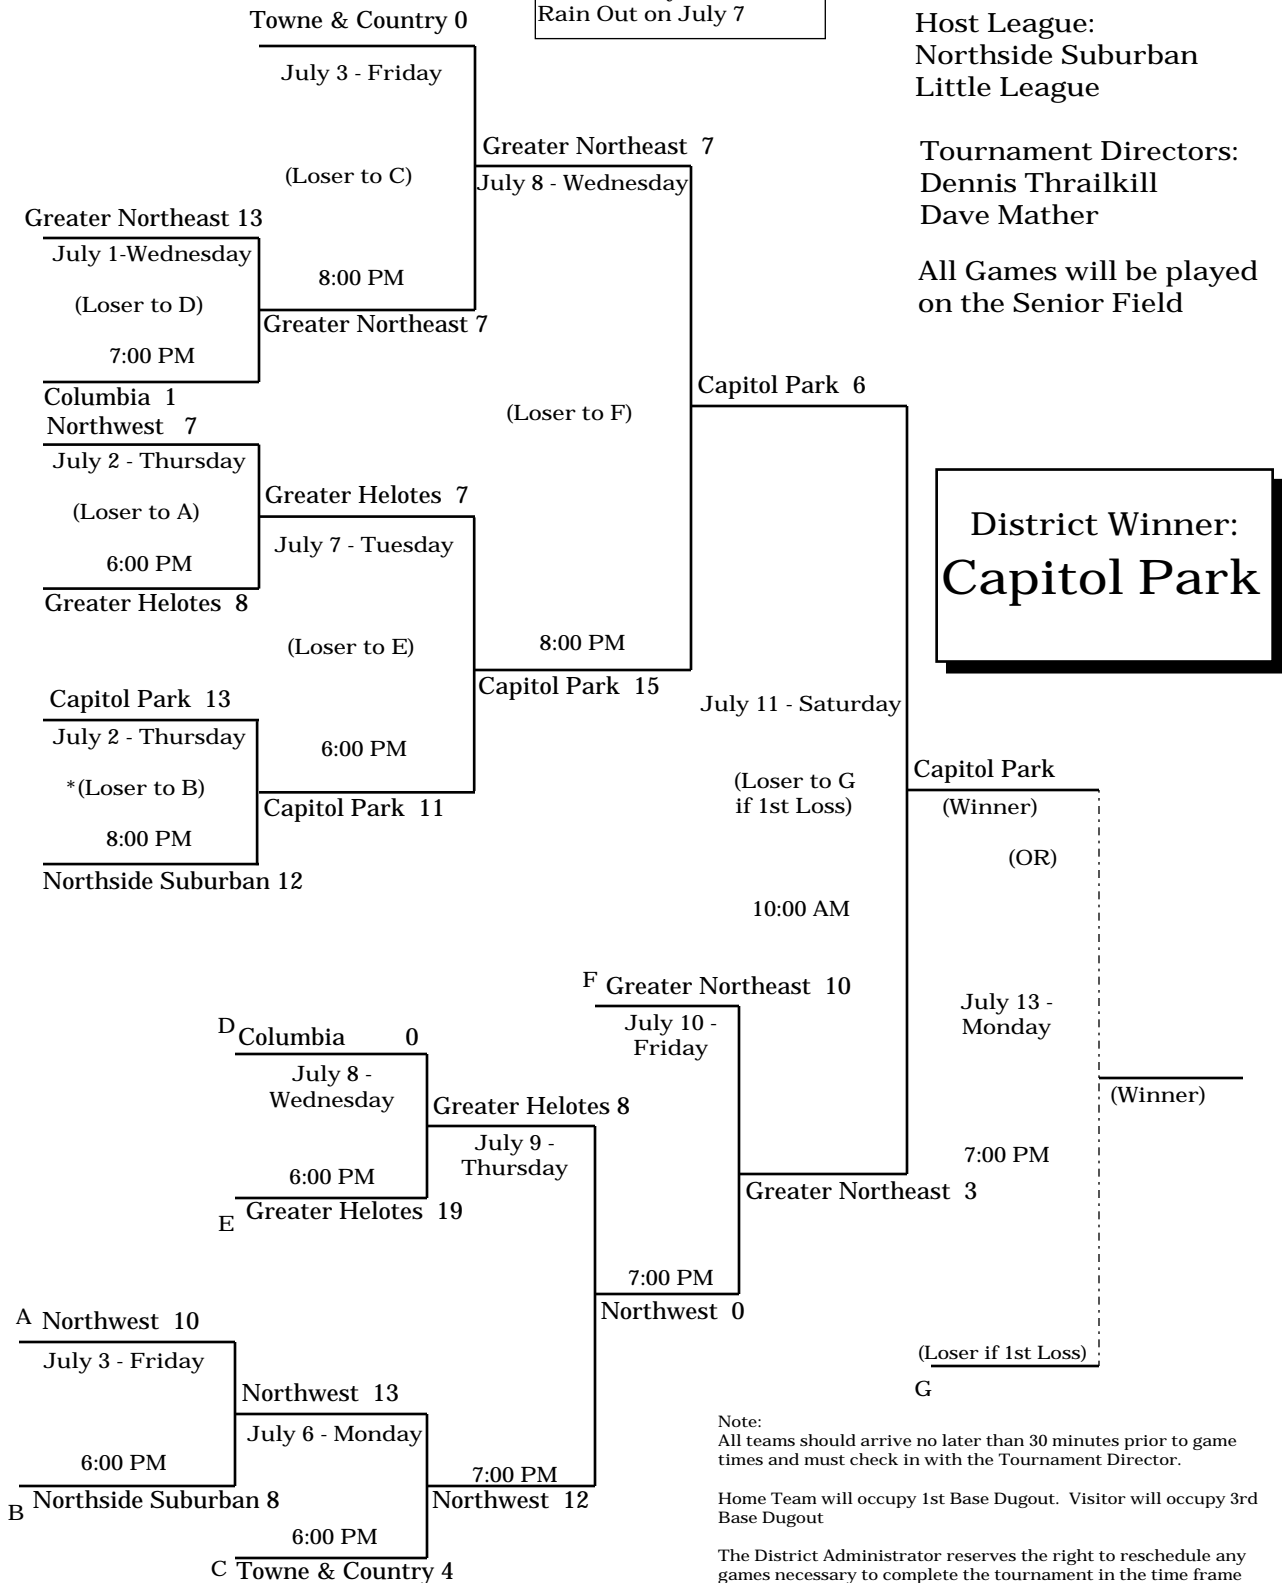 Towne & Country 0
Rain Out on July 7
Host League:
Northside Suburban
Little League
July 3 - Friday
Greater Northeast 7
Tournament Directors:
Dennis Thrailkill
Dave Mather
(Loser to C)
July 8 - Wednesday
Greater Northeast 13
July 1-Wednesday
8:00 PM
All Games will be played
on the Senior Field
(Loser to D)
Greater Northeast 7
7:00 PM
Columbia 1
Capitol Park 6
(Loser to F)
Northwest 7
July 2 - Thursday
Greater Helotes 7
(Loser to A)
July 7 - Tuesday
District Winner:
Capitol Park
6:00 PM
Greater Helotes 8
(Loser to E)
8:00 PM
Capitol Park 15
Capitol Park 13
July 11 - Saturday
July 2 - Thursday
6:00 PM
*(Loser to B)
Capitol Park 11
(Loser to G
if 1st Loss)
Capitol Park
(Winner)
8:00 PM
(OR)
Northside Suburban 12
10:00 AM
F
Greater Northeast 10
July 10 -
Friday
July 13 -
Monday
D
Columbia 0
July 8 -
Wednesday
Greater Helotes 8
(Winner)
July 9 -
Thursday
6:00 PM
7:00 PM
Greater Northeast 3
E
Greater Helotes 19
7:00 PM
Northwest 0
A
Northwest 10
July 3 - Friday
(Loser if 1st Loss)
G
Northwest 13
July 6 - Monday
6:00 PM
7:00 PM
B
Northside Suburban 8
Northwest 12
6:00 PM
C
Towne & Country 4
Note:
All teams should arrive no later than 30 minutes prior to game
times and must check in with the Tournament Director.
Home Team will occupy 1st Base Dugout. Visitor will occupy 3rd
Base Dugout
The District Administrator reserves the right to reschedule any
games necessary to complete the tournament in the time frame